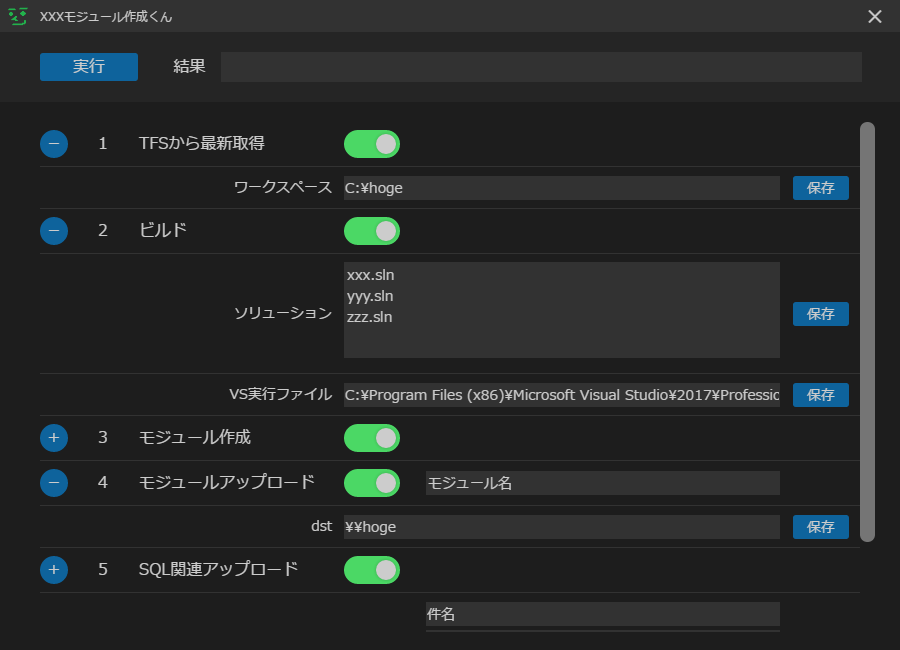 XXXモジュール作成くん
実行 結果
1 TFSから最新取得
ワークスペース C:¥hoge 保存
2 ビルド
xxx.sln
yyy.sln
ソリューション zzz.sln 保存
VS実行ファイル C:¥Program Files (x86)¥Microsoft Visual Studio¥2017¥Professic 保存
3 モジュール作成
4 モジュールアップロード モジュール名
dst ¥¥hoge 保存
5 SQL関連アップロード
件名